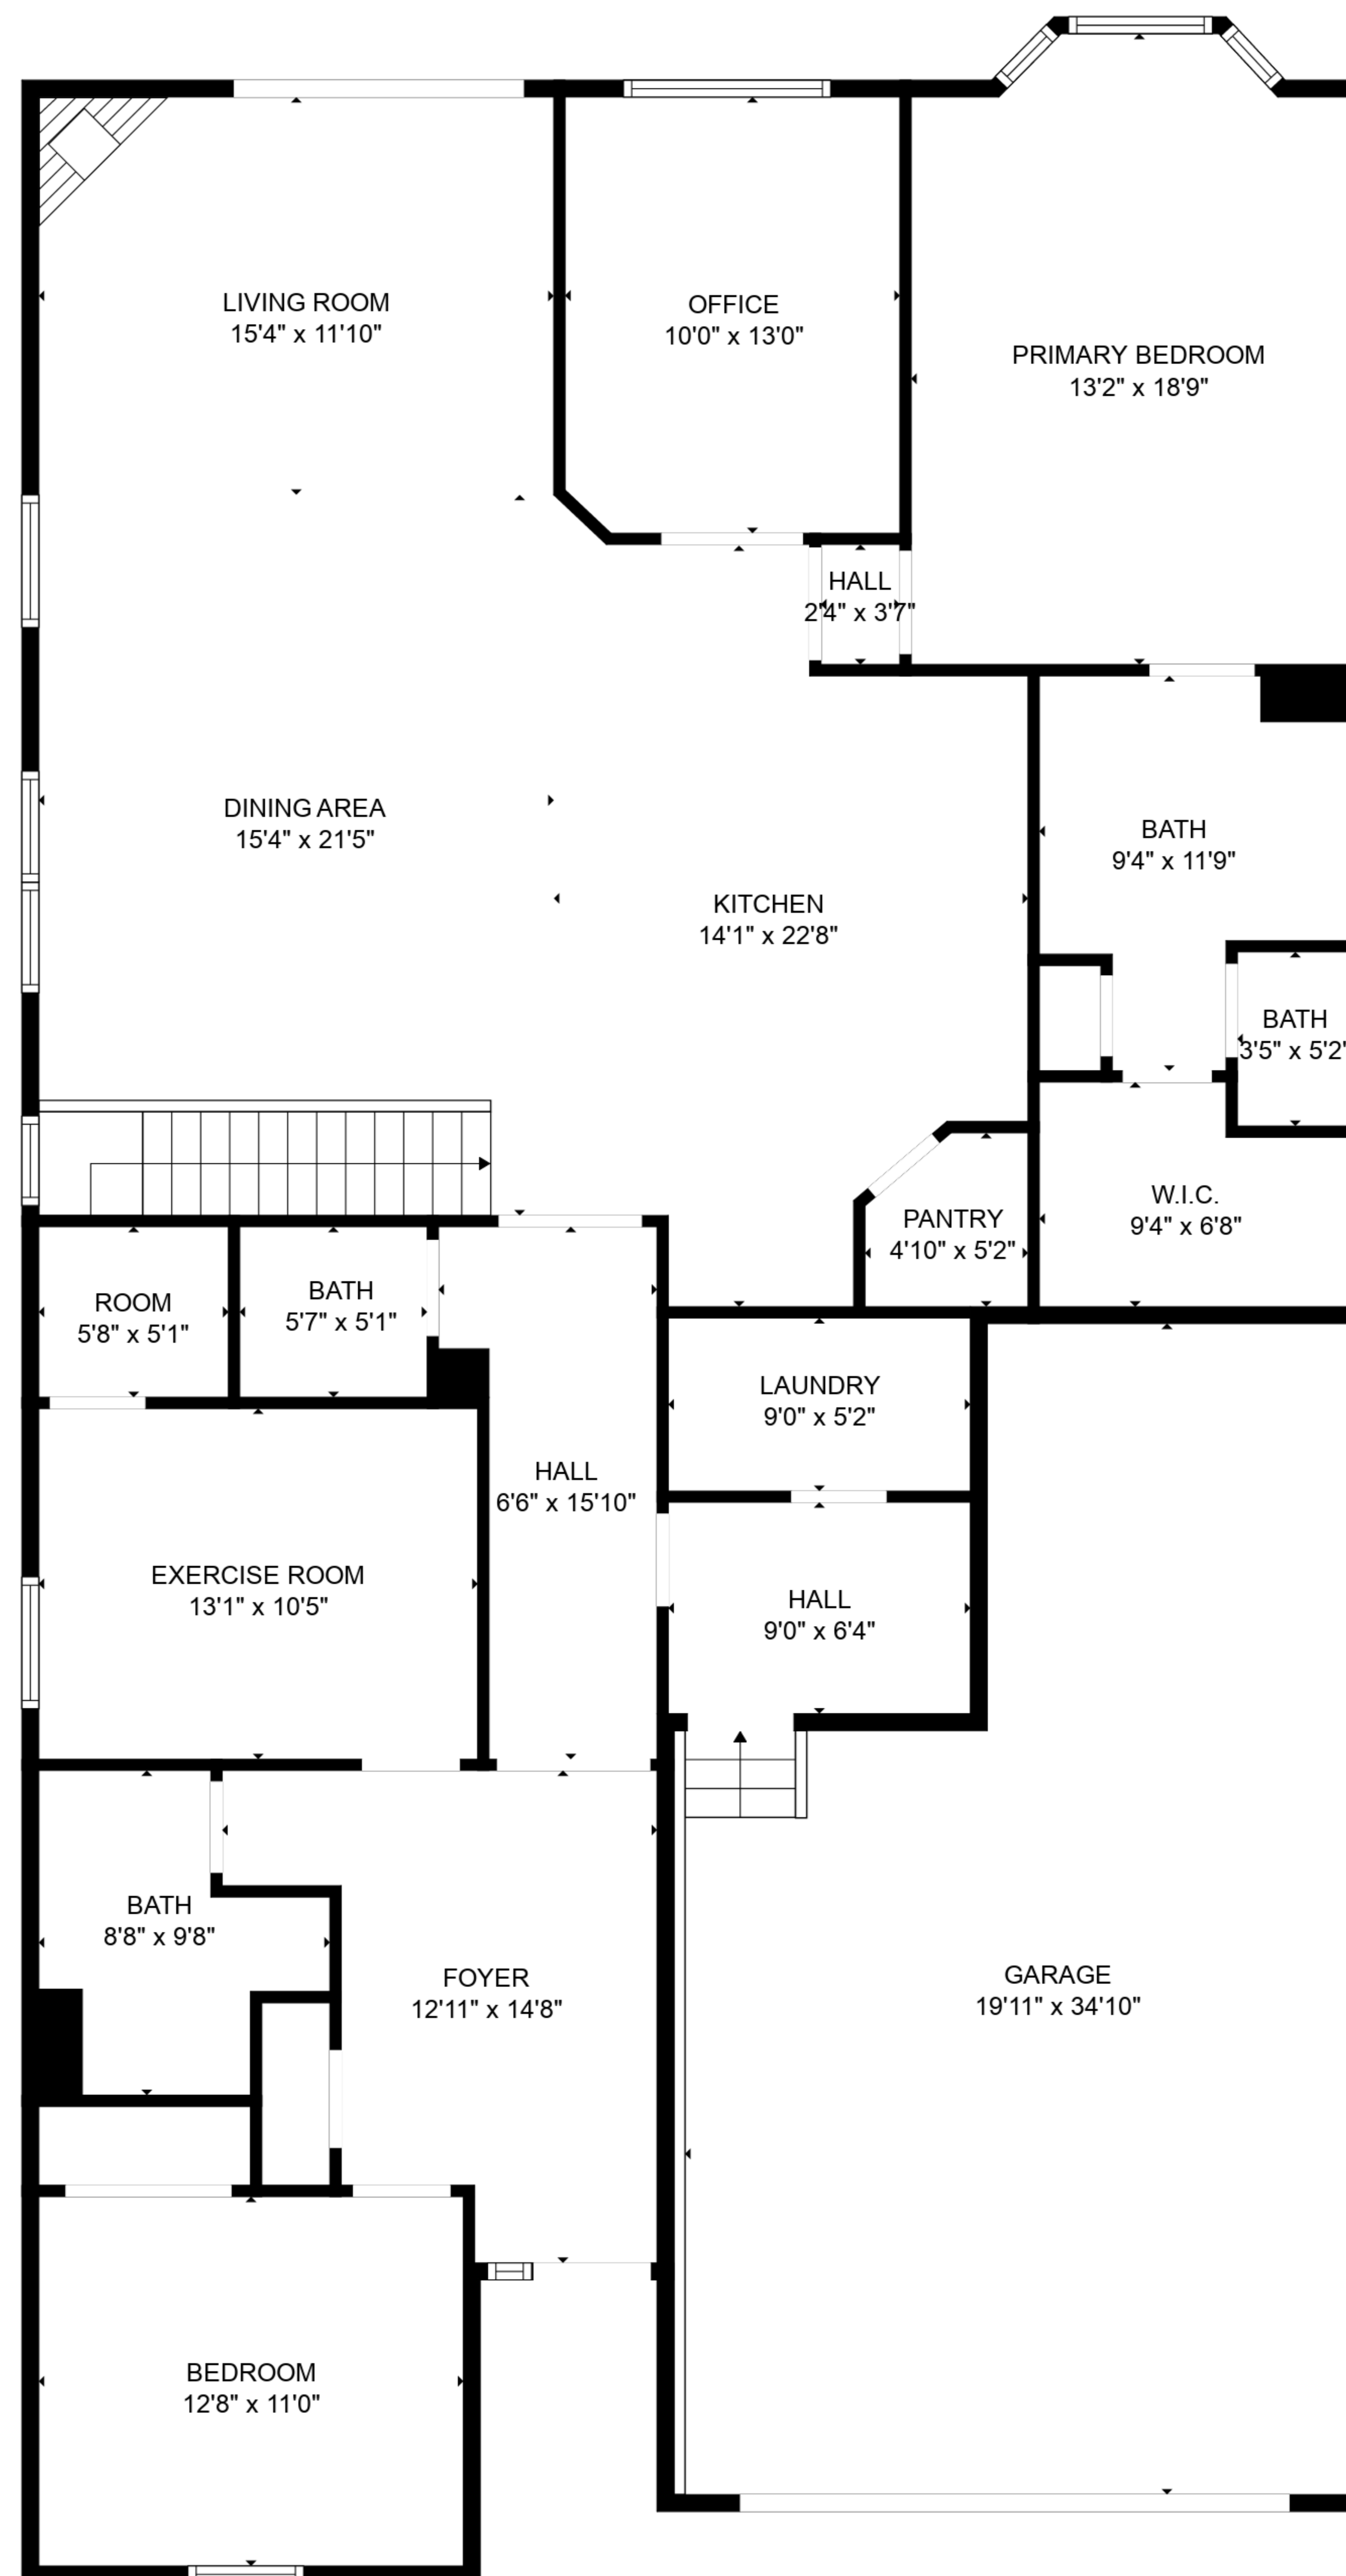 LIVING ROOM
15'4" x 11'10"
OFFICE
10'0" x 13'0"
PRIMARY BEDROOM
13'2" x 18'9"
HALL
2'4" x 3'7"
DINING AREA
15'4" x 21'5"
KITCHEN
14'1" x 22'8"
BATH
9'4" x 11'9"
BATH
3'5" x 5'2"
W.I.C.
9'4" x 6'8"
PANTRY
4'10" x 5'2"
ROOM
5'8" x 5'1"
BATH
5'7" x 5'1"
LAUNDRY
9'0" x 5'2"
HALL
6'6" x 15'10"
EXERCISE ROOM
13'1" x 10'5"
HALL
9'0" x 6'4"
BATH
8'8" x 9'8"
FOYER
12'11" x 14'8"
GARAGE
19'11" x 34'10"
BEDROOM
12'8" x 11'0"